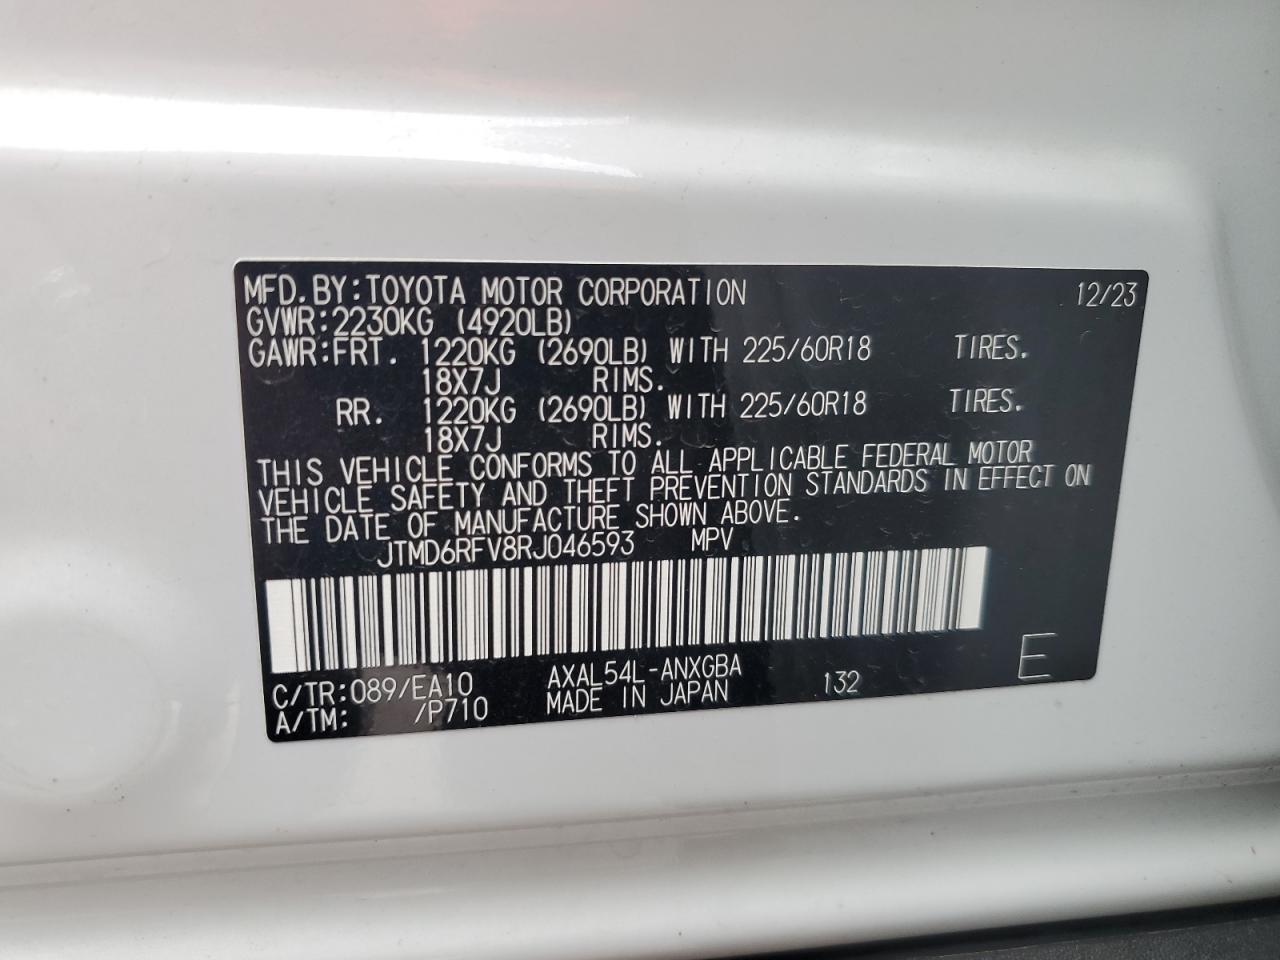 MFD. BY: TOYOTA MOTOR CORPORATION 12/23
GVWR: 2230KG (4920LB)
GAWR: FRT. 1220KG (2690LB) WITH 225/60R18 TIRES.
18X7J RIMS.
RR. 1220KG (2690LB) WITH 225/60R18 TIRES.
18X7J RIMS.
THIS VEHICLE CONFORMS TO ALL APPLICABLE FEDERAL MOTOR
VEHICLE SAFETY AND THEFT PREVENTION STANDARDS IN EFFECT ON
THE DATE OF MANUFACTURE SHOWN ABOVE.
JTMD6RFV8RJ046593 MPV
C/TR: 089/EA10 AXAL54L-ANXGBA 132 E
A/TM: /P710 MADE IN JAPAN